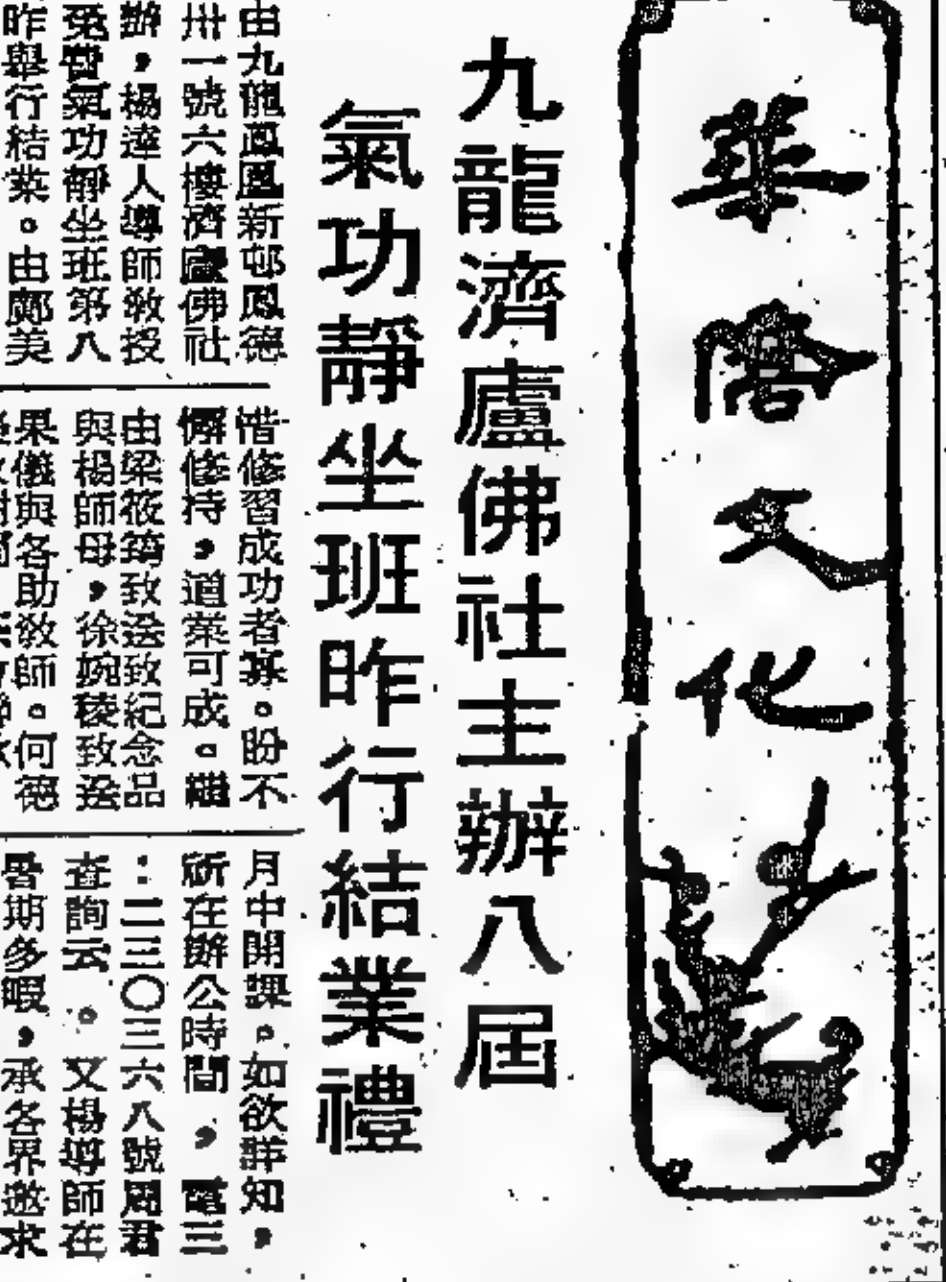 華僑文化
九龍濟廬佛社主辦八屆
氣功靜坐班昨行結業禮
由九龍鳳凰新邨鳳德
卅一號六樓濟廬佛社
辦，楊達人導師教授
免費氣功靜坐班第八
昨舉行結業。由鄺美
惜修習成功者寡。盼不
懈修持，道業可成。繼
由梁筱筠致送致紀念品
與楊師母，徐婉稜致送
果儀與各助教師。何德
月中開課。如欲詳知，
在辦公時間，電三
：二三〇三六八號周君
查詢云。又楊導師在
暑期多暇，承各界邀求